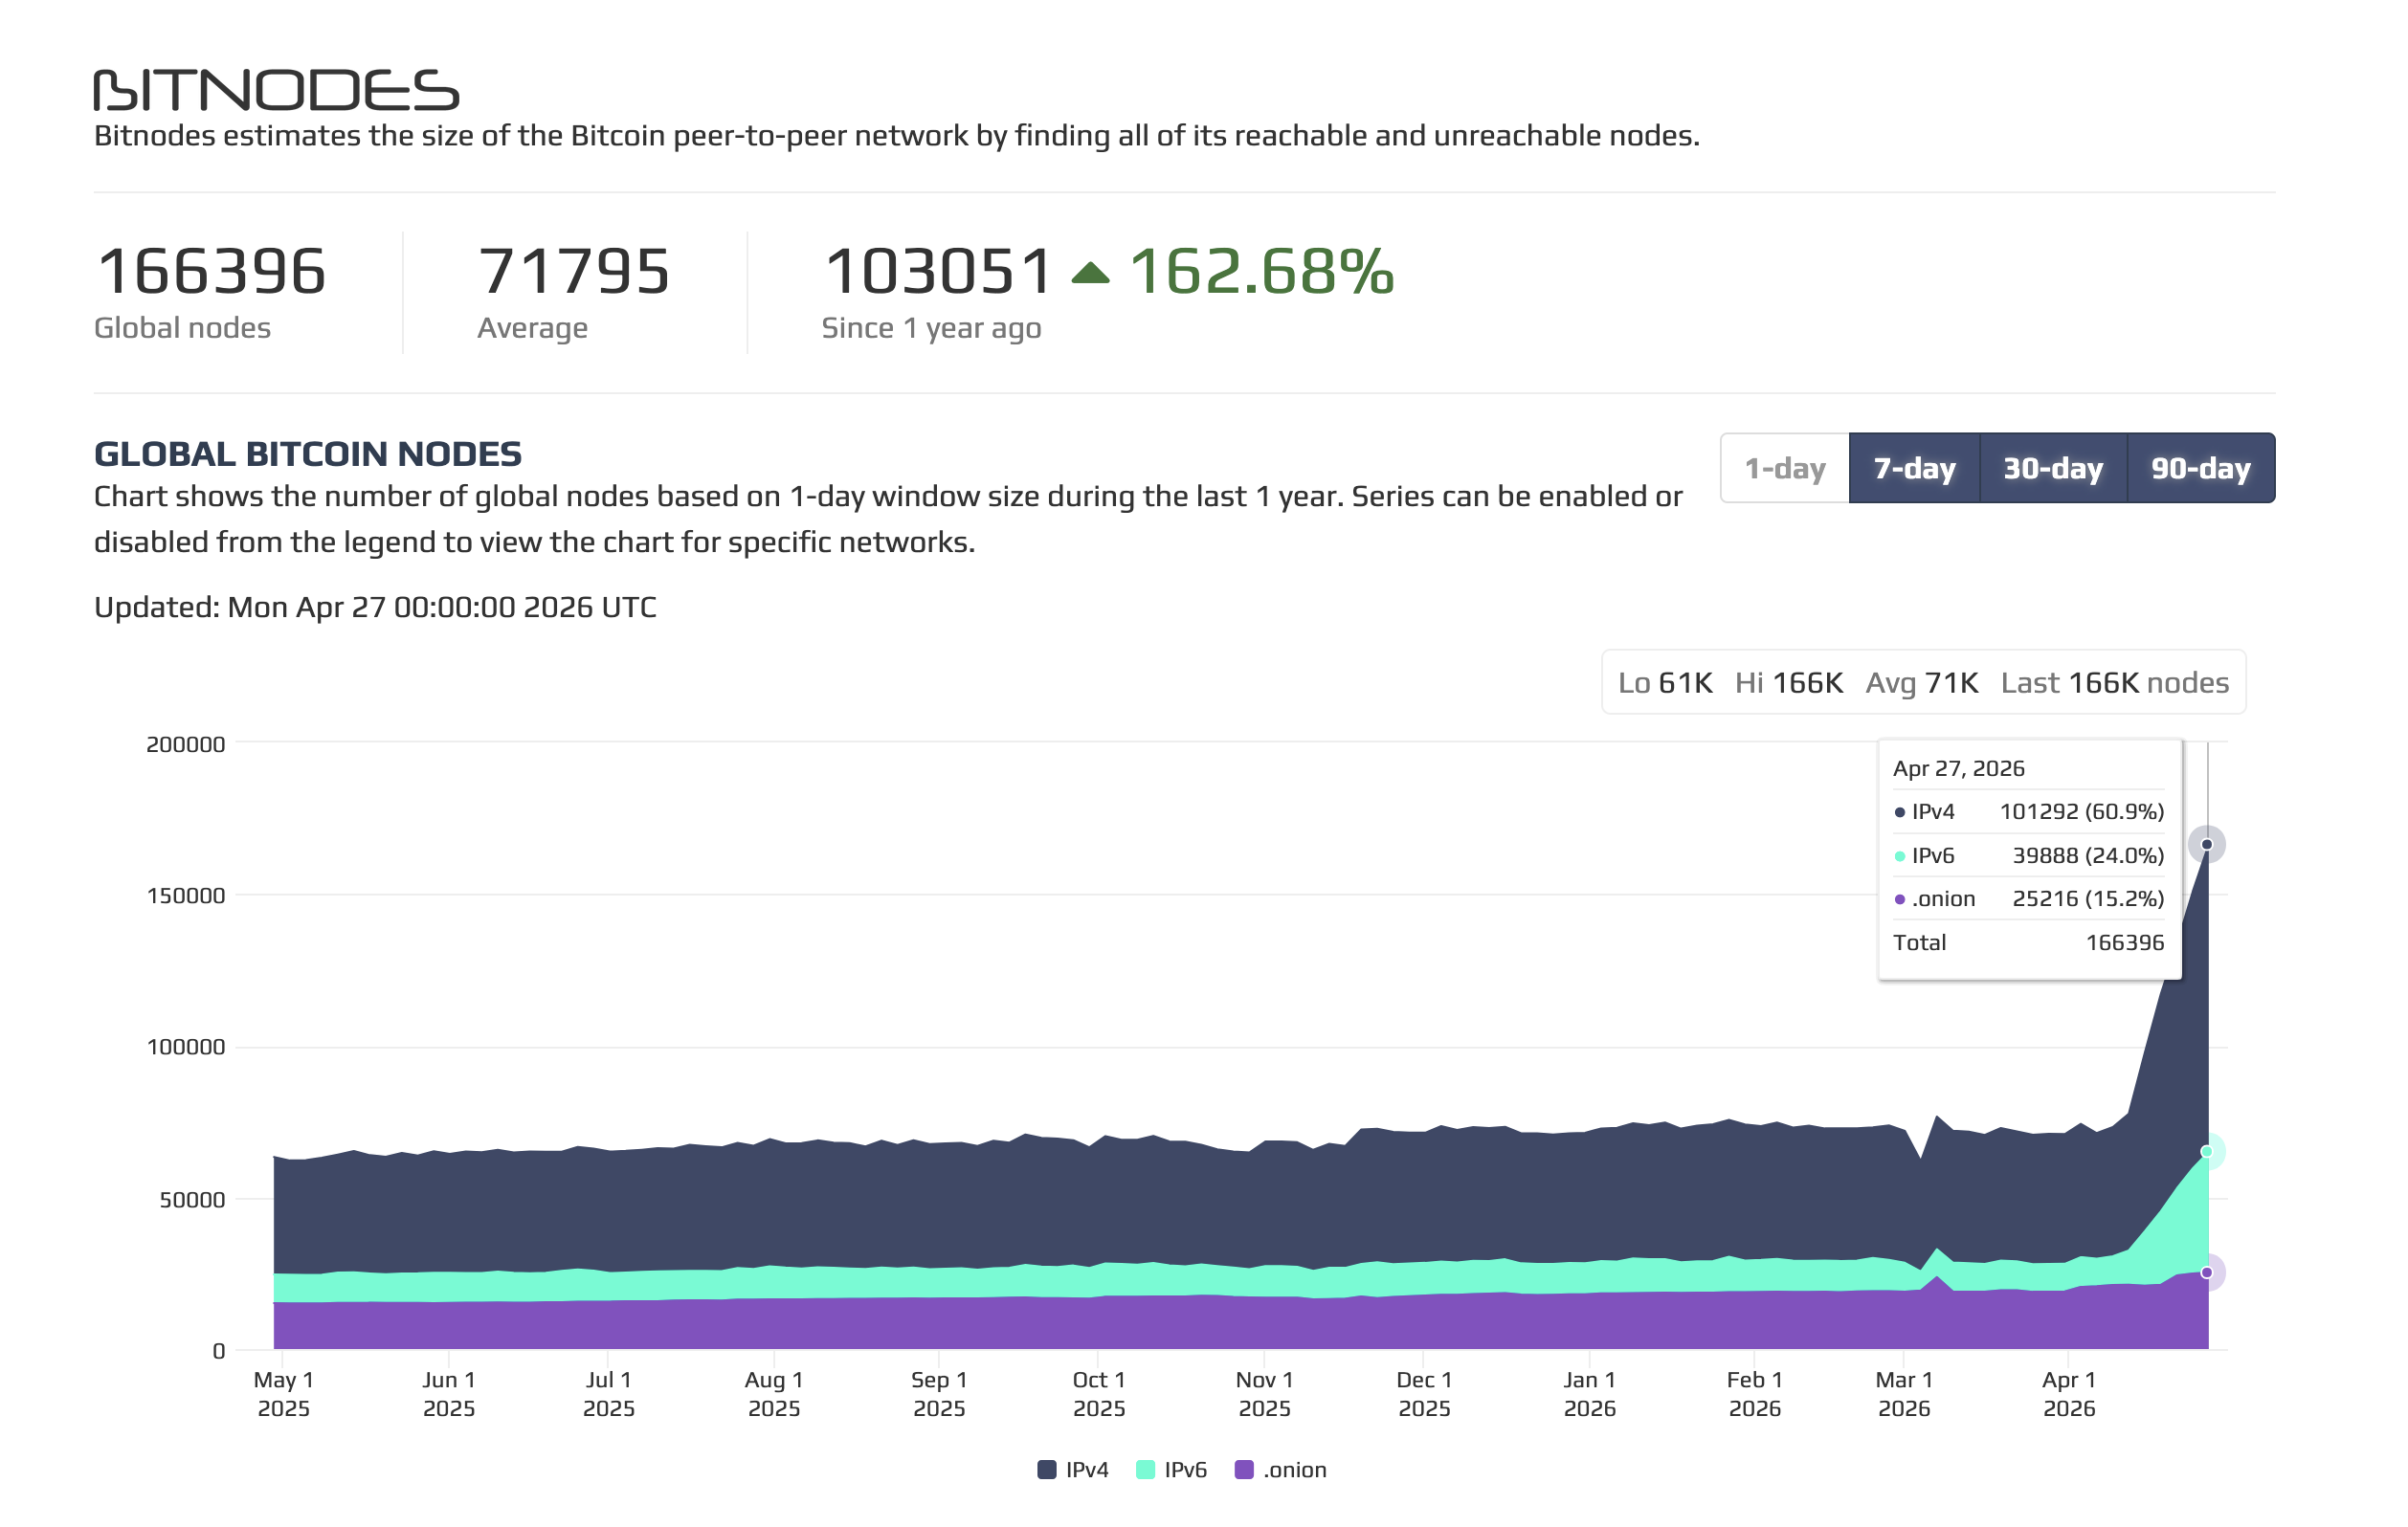 BITNODES
Bitnodes estimates the size of the Bitcoin peer-to-peer network by finding all of its reachable and unreachable nodes.
166396
Global nodes
71795
Average
103051 ▲ 162.68%
Since 1 year ago
GLOBAL BITCOIN NODES
1-day 7-day 30-day 90-day
Chart shows the number of global nodes based on 1-day window size during the last 1 year. Series can be enabled or
disabled from the legend to view the chart for specific networks.
Updated: Mon Apr 27 00:00:00 2026 UTC
Lo 61K Hi 166K Avg 71K Last 166K nodes
200000
150000
100000
50000
0
Apr 27, 2026
IPv4 101292 (60.9%)
IPv6 39888 (24.0%)
.onion 25216 (15.2%)
Total 166396
May 1 2025
Jun 1 2025
Jul 1 2025
Aug 1 2025
Sep 1 2025
Oct 1 2025
Nov 1 2025
Dec 1 2025
Jan 1 2026
Feb 1 2026
Mar 1 2026
Apr 1 2026
IPv4 IPv6 .onion